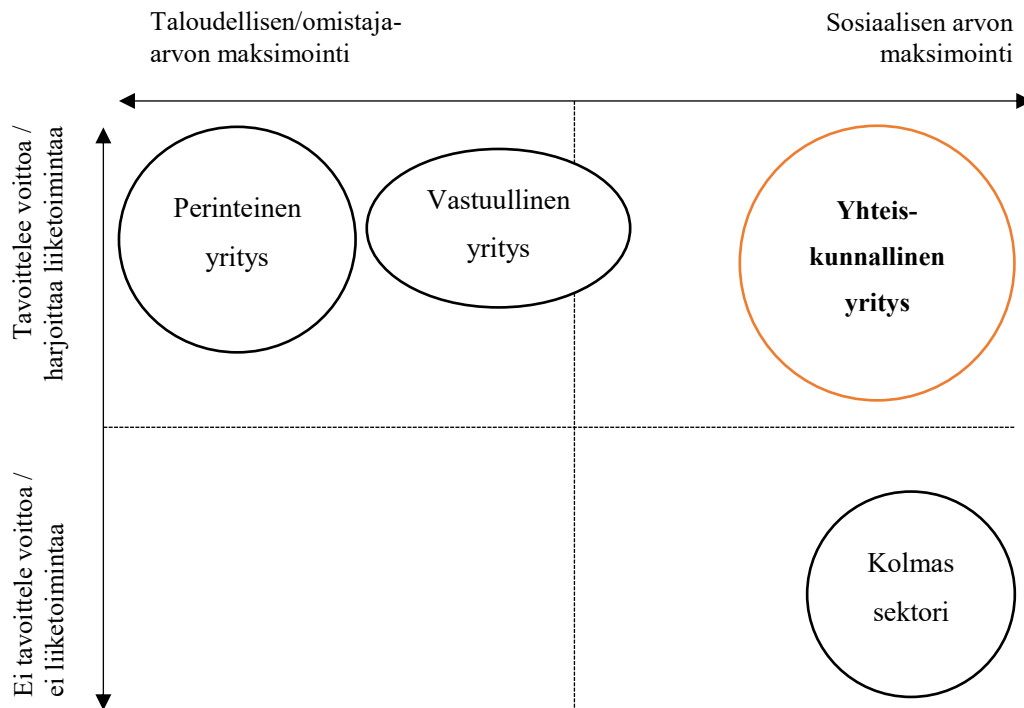 Taloudellisen/omistaja-
arvon maksimointi
Sosiaalisen arvon
maksimointi
Tavoittelee voittoa /
harjoittaa liiketoimintaa
Perinteinen
yritys
Vastuullinen
yritys
Yhteis-
kunnallinen
yritys
Ei tavoittele voittoa /
ei liiketoimintaa
Kolmas
sektori